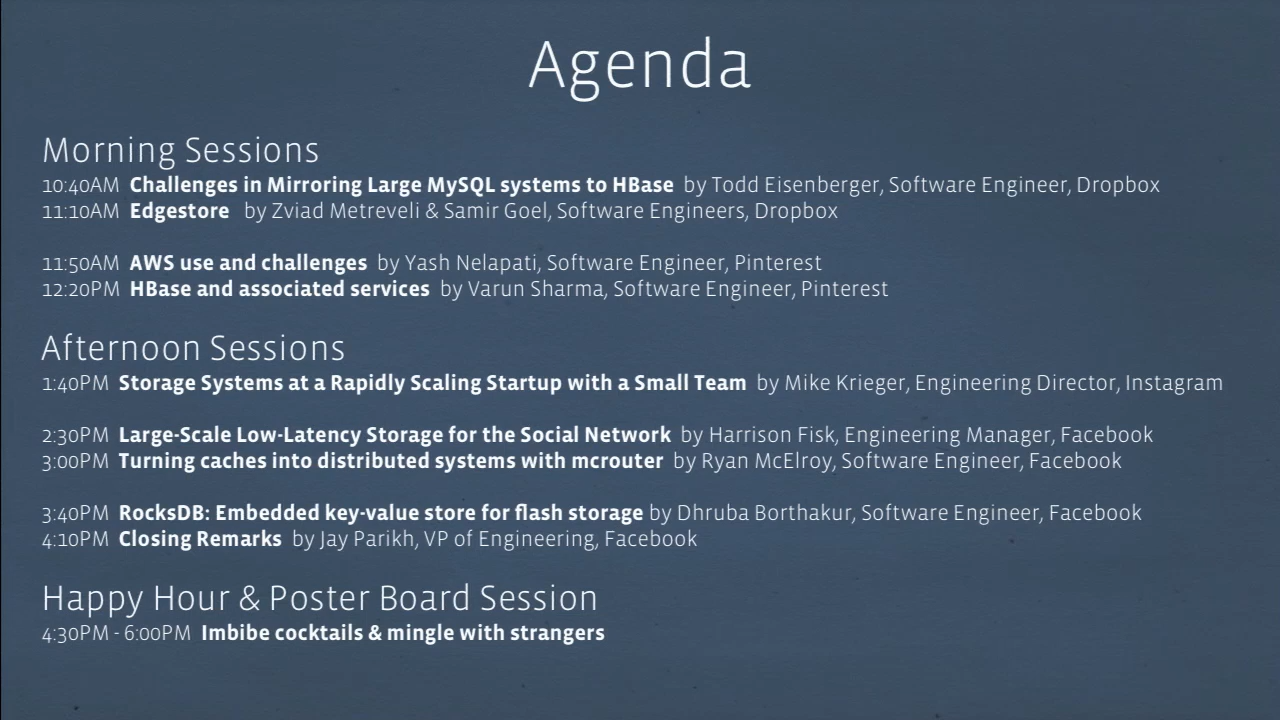 Agenda
Morning Sessions
10:40AM Challenges in Mirroring Large MySQL systems to HBase by Todd Eisenberger, Software Engineer, Dropbox
11:10AM Edgestore by Zviad Metreveli & Samir Goel, Software Engineers, Dropbox
11:50AM AWS use and challenges by Yash Nelapati, Software Engineer, Pinterest
12:20PM HBase and associated services by Varun Sharma, Software Engineer, Pinterest
Afternoon Sessions
1:40PM Storage Systems at a Rapidly Scaling Startup with a Small Team by Mike Krieger, Engineering Director, Instagram
2:30PM Large-Scale Low-Latency Storage for the Social Network by Harrison Fisk, Engineering Manager, Facebook
3:00PM Turning caches into distributed systems with mcrouter by Ryan McElroy, Software Engineer, Facebook
3:40PM RocksDB: Embedded key-value store for flash storage by Dhruba Borthakur, Software Engineer, Facebook
4:10PM Closing Remarks by Jay Parikh, VP of Engineering, Facebook
Happy Hour & Poster Board Session
4:30PM - 6:00PM Imbibe cocktails & mingle with strangers